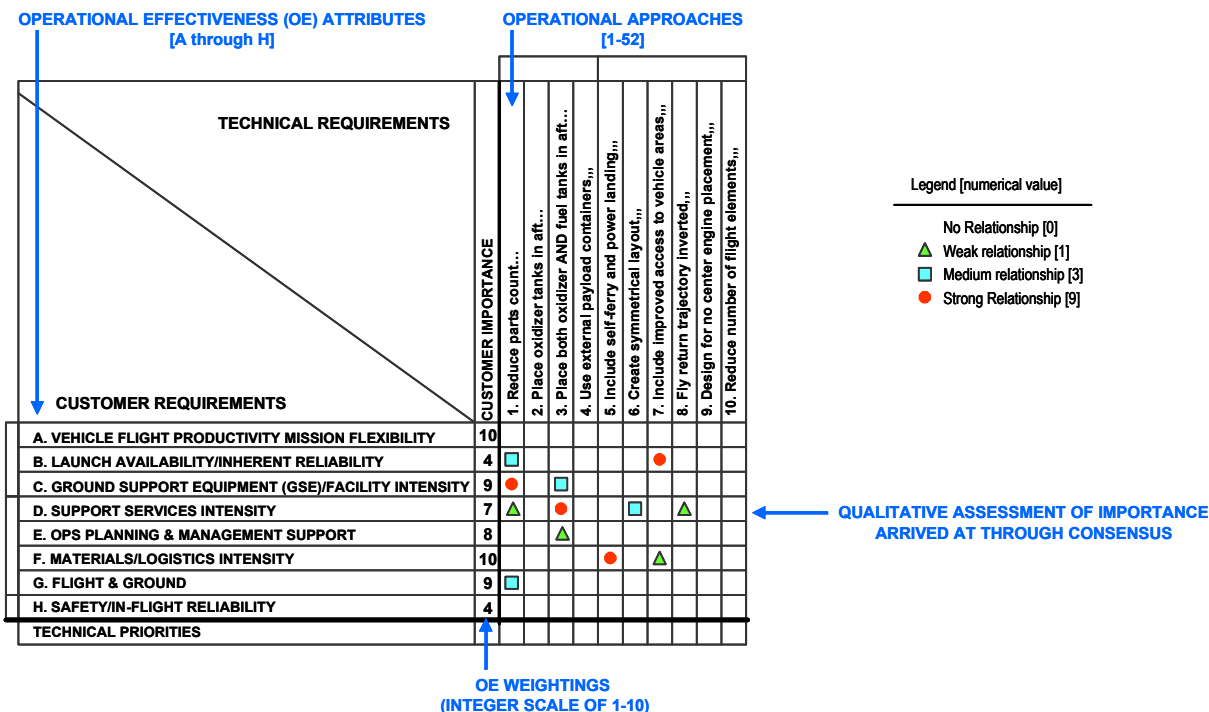 OPERATIONAL EFFECTIVENESS (OE) ATTRIBUTES
[A through H]
OPERATIONAL APPROACHES
[1-52]
TECHNICAL REQUIREMENTS
CUSTOMER REQUIREMENTS
CUSTOMER IMPORTANCE
1. Reduce parts count...
2. Place oxidizer tanks in aft...
3. Place both oxidizer AND fuel tanks in aft...
4. Use external payload containers,,,
5. Include self-ferry and power landing,,,
6. Create symmetrical layout,,,
7. Include improved access to vehicle areas,,,
8. Fly return trajectory inverted,,,
9. Design for no center engine placement,,,
10. Reduce number of flight elements,,,
Legend [numerical value]
No Relationship [0]
Weak relationship [1]
Medium relationship [3]
Strong Relationship [9]
A. VEHICLE FLIGHT PRODUCTIVITY MISSION FLEXIBILITY 10
B. LAUNCH AVAILABILITY/INHERENT RELIABILITY 4
C. GROUND SUPPORT EQUIPMENT (GSE)/FACILITY INTENSITY 9
D. SUPPORT SERVICES INTENSITY 7
E. OPS PLANNING & MANAGEMENT SUPPORT 8
F. MATERIALS/LOGISTICS INTENSITY 10
G. FLIGHT & GROUND 9
H. SAFETY/IN-FLIGHT RELIABILITY 4
TECHNICAL PRIORITIES
QUALITATIVE ASSESSMENT OF IMPORTANCE
ARRIVED AT THROUGH CONSENSUS
OE WEIGHTINGS
(INTEGER SCALE OF 1-10)